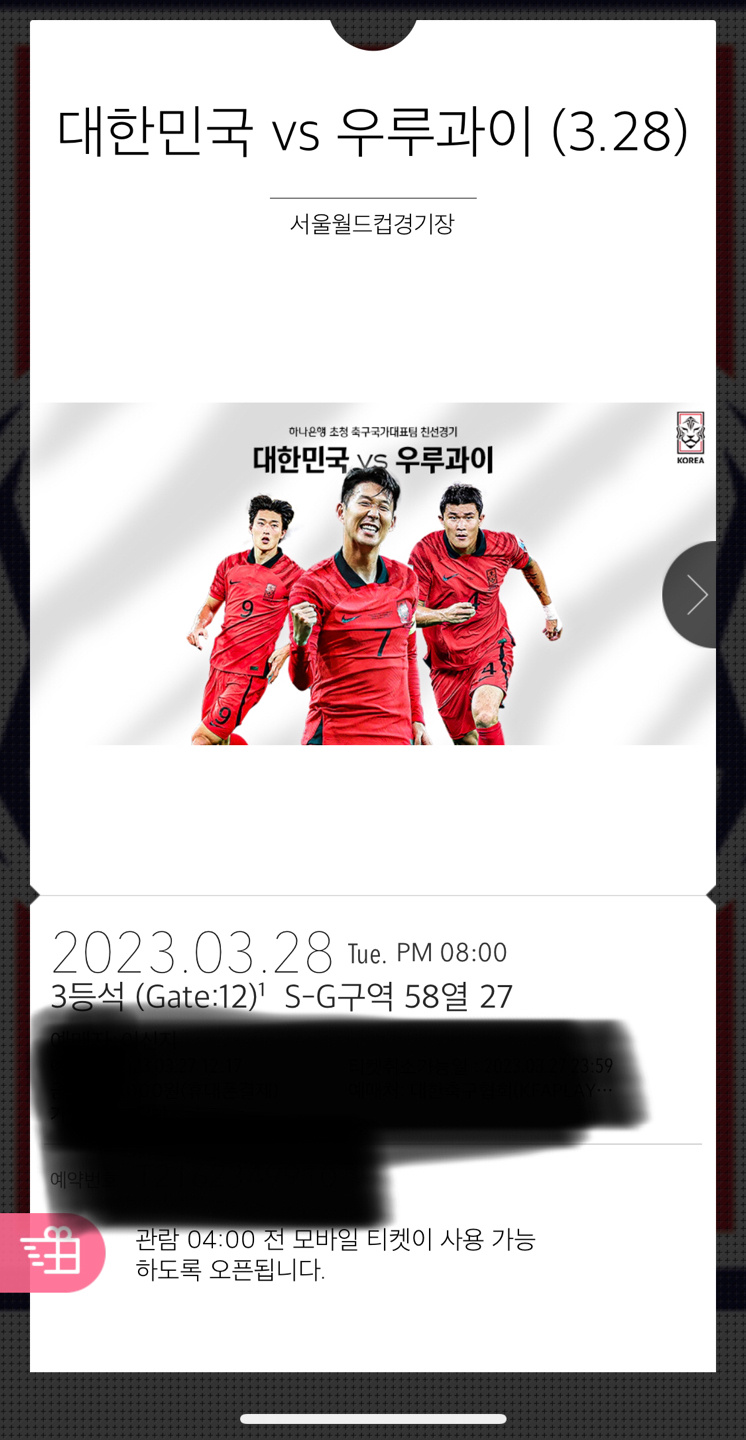 대한민국 vs 우루과이 (3.28)
서울월드컵경기장
하나은행 초청 축구국가대표팀 친선경기
대한민국 vs 우루과이
KOREA
9
7
4
9
4
2023.03.28 Tue. PM 08:00
3등석 (Gate:12)¹ S-G구역 58열 27
관람 04:00 전 모바일 티켓이 사용 가능
하도록 오픈됩니다.